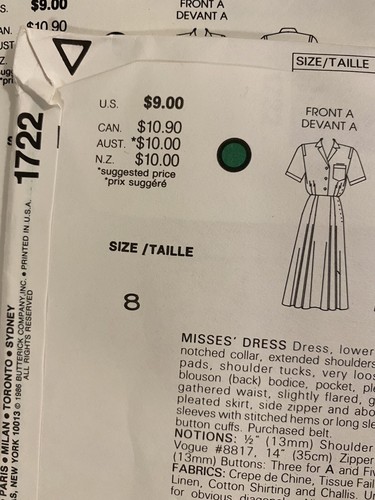 S. $9.00
FRONT A
DEVANT A
AN. $10.90
SIZE/TAILLE
U.S. $9.00
CAN. $10.90
AUST. *$10.00
N.Z. $10.00
*suggested price
*prix suggéré
FRONT A
DEVANT A
1722
SIZE /TAILLE
8
PARIS • MILAN • TORONTO • SYDNEY
S, NEW YORK 10013 © 1986 BUTTERICK COMPANY, INC. • PRINTED IN U.S.A.
ALL RIGHTS RESERVED
MISSES' DRESS Dress, lower
notched collar, extended shoulders
pads, shoulder tucks, very loos
blouson (back) bodice, pocket, ple
gathered waist, slightly flared, g
pleated skirt, side zipper and abo
sleeves with stitched hems or long sle
button cuffs. Purchased belt.
NOTIONS: ½" (13mm) Shoulder
Vogue #8817, 14" (35cm) Zipper
(13mm) Buttons: Three for A and Fiv
FABRICS: Crepe de Chine, Tissue Fail
Linen, Cotton Shirting and Challis. U
for obvious